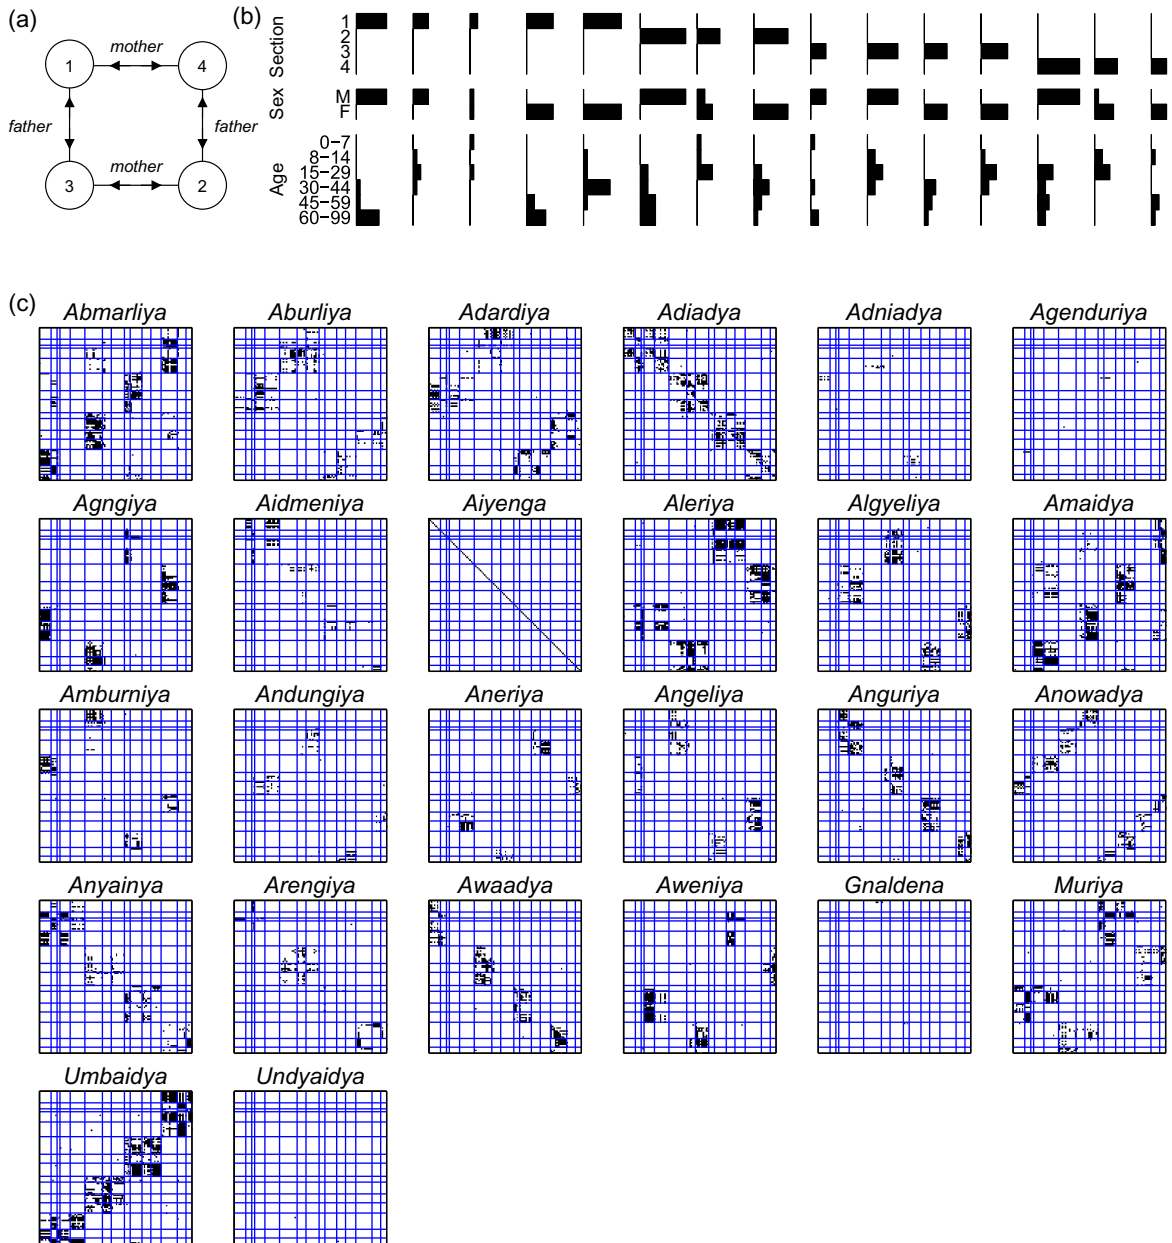 (a)
1
mother
4
father
father
3
mother
2
(b)
Section
1
2
3
4
Sex
M
F
Age
0−7
8−14
15−29
30−44
45−59
60−99
(c)
Abmarliya Aburliya Adardiya Adiadya Adniadya Agenduriya
Agngiya Aidmeniya Aiyenga Aleriya Algyeliya Amaidya
Amburniya Andungiya Aneriya Angeliya Anguriya Anowadya
Anyainya Arengiya Awaadya Aweniya Gnaldena Muriya
Umbaidya Undyaidya